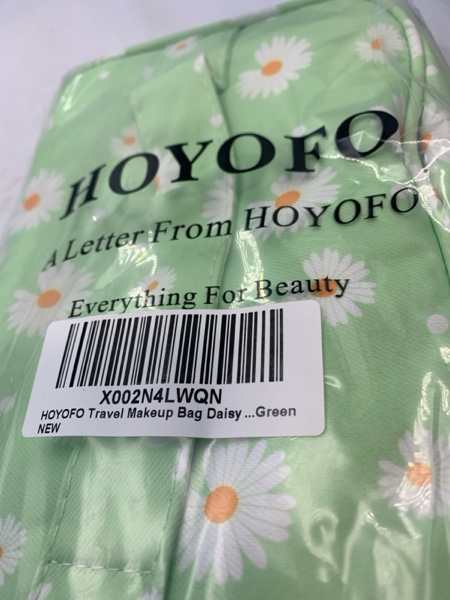 HOYOFO
A Letter From HOYOFO
Everything For Beauty
X002N4LWQN
HOYOFO Travel Makeup Bag Daisy ...Green
NEW